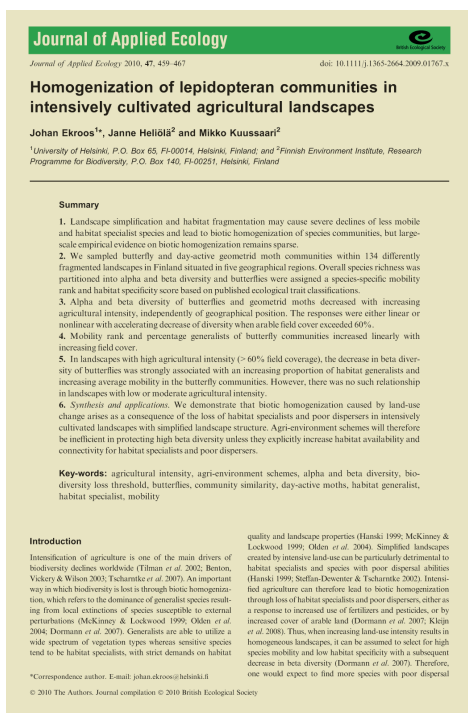 Journal of Applied Ecology
British Ecological Society
Journal of Applied Ecology 2010, 47, 459–467
doi: 10.1111/j.1365-2664.2009.01767.x
Homogenization of lepidopteran communities in
intensively cultivated agricultural landscapes
Johan Ekroos1*, Janne Heliölä2 and Mikko Kuussaari2
1University of Helsinki, P.O. Box 65, FI-00014, Helsinki, Finland; and 2Finnish Environment Institute, Research
Programme for Biodiversity, P.O. Box 140, FI-00251, Helsinki, Finland
Summary
1. Landscape simplification and habitat fragmentation may cause severe declines of less mobile
and habitat specialist species and lead to biotic homogenization of species communities, but large-
scale empirical evidence on biotic homogenization remains sparse.
2. We sampled butterfly and day-active geometrid moth communities within 134 differently
fragmented landscapes in Finland situated in five geographical regions. Overall species richness was
partitioned into alpha and beta diversity and butterflies were assigned a species-specific mobility
rank and habitat specificity score based on published ecological trait classifications.
3. Alpha and beta diversity of butterflies and geometrid moths decreased with increasing
agricultural intensity, independently of geographical position. The responses were either linear or
nonlinear with accelerating decrease of diversity when arable field cover exceeded 60%.
4. Mobility rank and percentage generalists of butterfly communities increased linearly with
increasing field cover.
5. In landscapes with high agricultural intensity (> 60% field coverage), the decrease in beta diver-
sity of butterflies was strongly associated with an increasing proportion of habitat generalists and
increasing average mobility in the butterfly communities. However, there was no such relationship
in landscapes with low or moderate agricultural intensity.
6. Synthesis and applications. We demonstrate that biotic homogenization caused by land-use
change arises as a consequence of the loss of habitat specialists and poor dispersers in intensively
cultivated landscapes with simplified landscape structure. Agri-environment schemes will therefore
be inefficient in protecting high beta diversity unless they explicitly increase habitat availability and
connectivity for habitat specialists and poor dispersers.
Key-words: agricultural intensity, agri-environment schemes, alpha and beta diversity, bio-
diversity loss threshold, butterflies, community similarity, day-active moths, habitat generalist,
habitat specialist, mobility
Introduction
Intensification of agriculture is one of the main drivers of
biodiversity declines worldwide (Tilman et al. 2002; Benton,
Vickery & Wilson 2003; Tscharntke et al. 2007). An important
way in which biodiversity is lost is through biotic homogeniza-
tion, which refers to the dominance of generalist species result-
ing from local extinctions of species susceptible to external
perturbations (McKinney & Lockwood 1999; Olden et al.
2004; Dormann et al. 2007). Generalists are able to utilize a
wide spectrum of vegetation types whereas sensitive species
tend to be habitat specialists, with strict demands on habitat
*Correspondence author. E-mail: johan.ekroos@helsinki.fi
quality and landscape properties (Hanski 1999; McKinney &
Lockwood 1999; Olden et al. 2004). Simplified landscapes
created by intensive land-use can be particularly detrimental to
habitat specialists and species with poor dispersal abilities
(Hanski 1999; Steffan-Dewenter & Tscharntke 2002). Intensi-
fied agriculture can therefore lead to biotic homogenization
through loss of habitat specialists and poor dispersers, either as
a response to increased use of fertilizers and pesticides, or by
increased cover of arable land (Dormann et al. 2007; Kleijn
et al. 2008). Thus, when increasing land-use intensity results in
homogeneous landscapes, it can be assumed to select for high
species mobility and low habitat specificity with a subsequent
decrease in beta diversity (Dormann et al. 2007). Therefore,
one would expect to find more species with poor dispersal
© 2010 The Authors. Journal compilation © 2010 British Ecological Society